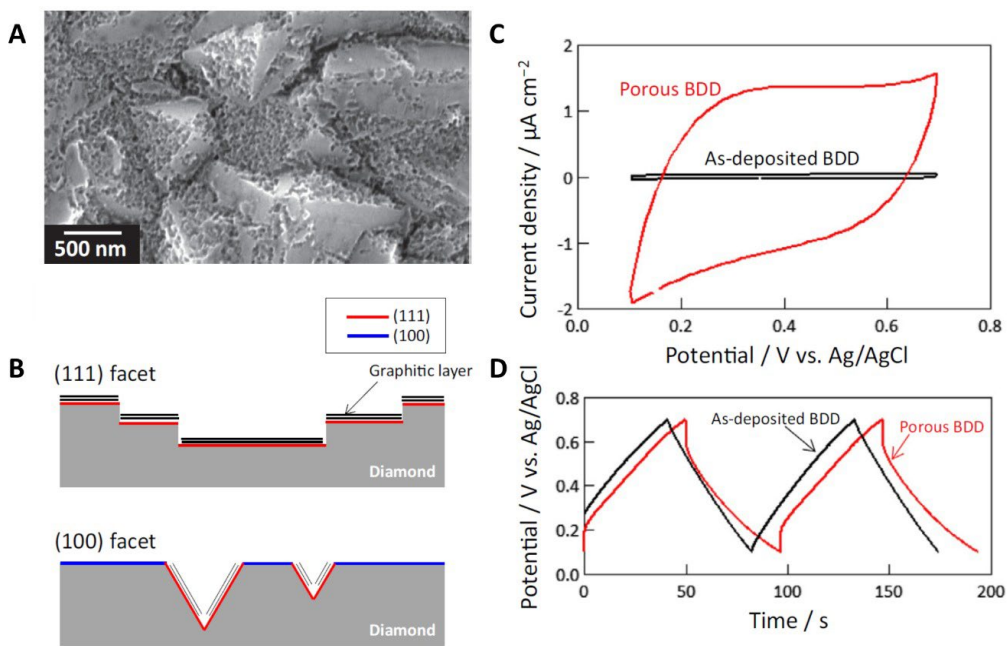 A
500 nm
(111)
(100)
B
(111) facet
Graphitic layer
Diamond
(100) facet
Diamond
C
2
1
0
-1
-2
Current density / µA cm⁻²
Porous BDD
As-deposited BDD
0.0
0.2
0.4
0.6
0.8
Potential / V vs. Ag/AgCl
D
0.8
0.6
0.4
0.2
0.0
Potential / V vs. Ag/AgCl
As-deposited BDD
Porous BDD
0
50
100
150
200
Time / s